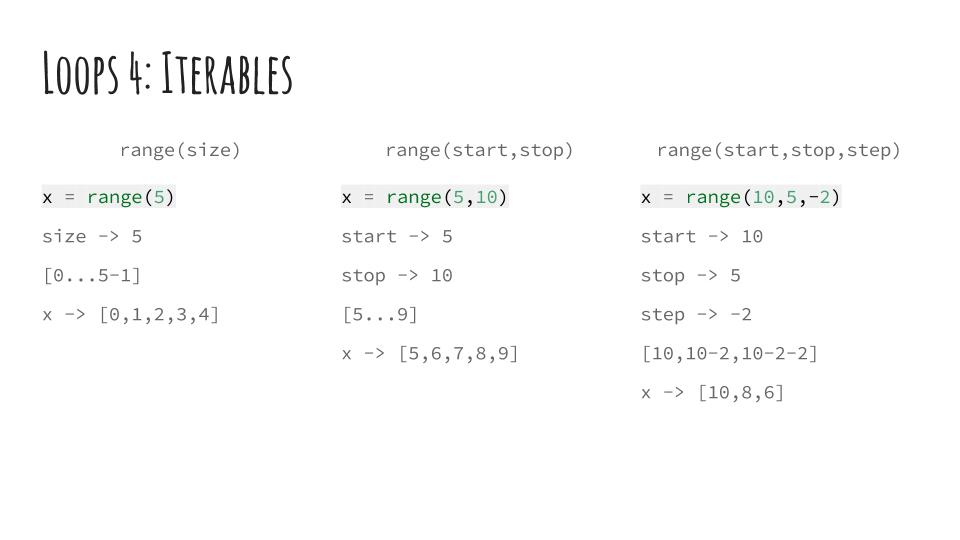 Loops 4: Iterables
range(size)
x = range(5)
size -> 5
[0...5-1]
x -> [0,1,2,3,4]
range(start,stop)
x = range(5,10)
start -> 5
stop -> 10
[5...9]
x -> [5,6,7,8,9]
range(start,stop,step)
x = range(10,5,-2)
start -> 10
stop -> 5
step -> -2
[10,10-2,10-2-2]
x -> [10,8,6]